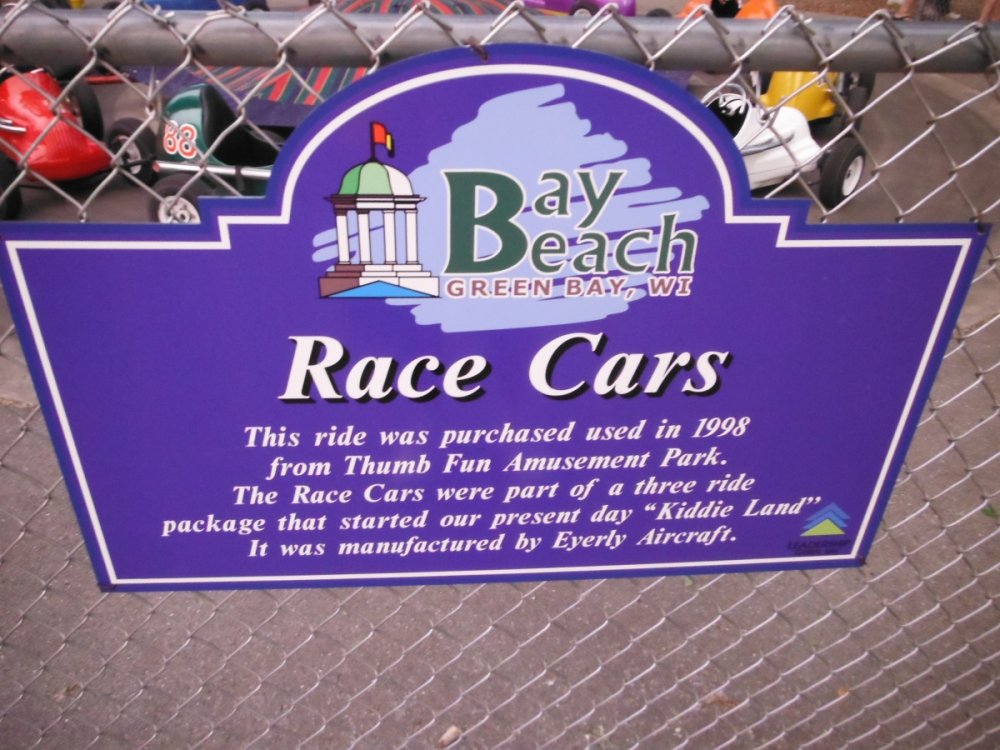 88
Bay
Beach
GREEN BAY, WI
Race Cars
This ride was purchased used in 1998
from Thumb Fun Amusement Park.
The Race Cars were part of a three ride
package that started our present day “Kiddie Land”
It was manufactured by Eyerly Aircraft.
LEADERSHIP